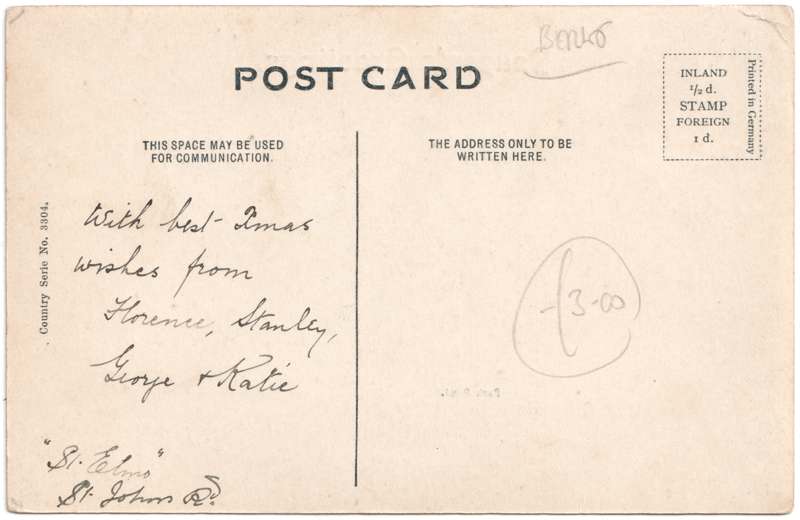 POST CARD
THIS SPACE MAY BE USED
FOR COMMUNICATION.
THE ADDRESS ONLY TO BE
WRITTEN HERE.
INLAND
1/2 d.
STAMP
FOREIGN
1 d.
Printed in Germany
Country Serie No. 3304.
With best Xmas
wishes from
Florence, Stanley,
George & Katie
"St. Elmo"
St. Johns Rd.
3-00